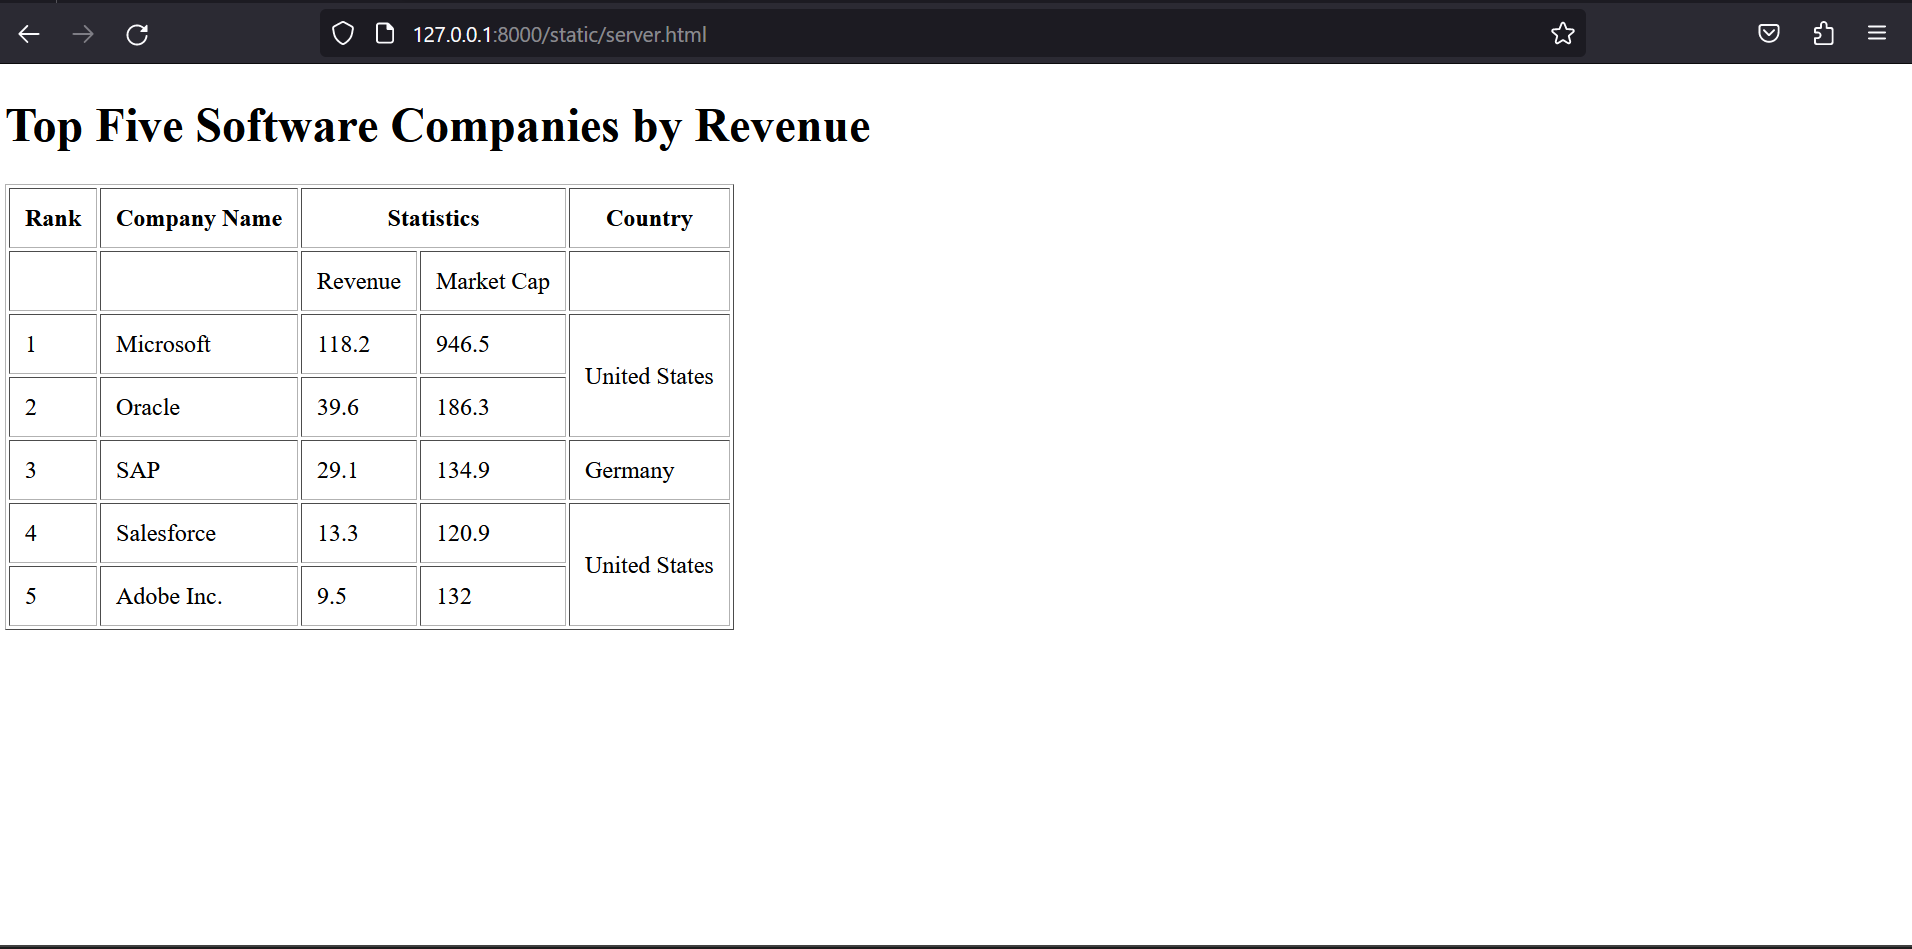 127.0.0.1:8000/static/server.html
Top Five Software Companies by Revenue
Rank Company Name Statistics Country
Revenue Market Cap
1 Microsoft 118.2 946.5
United States
2 Oracle 39.6 186.3
3 SAP 29.1 134.9 Germany
4 Salesforce 13.3 120.9
United States
5 Adobe Inc. 9.5 132